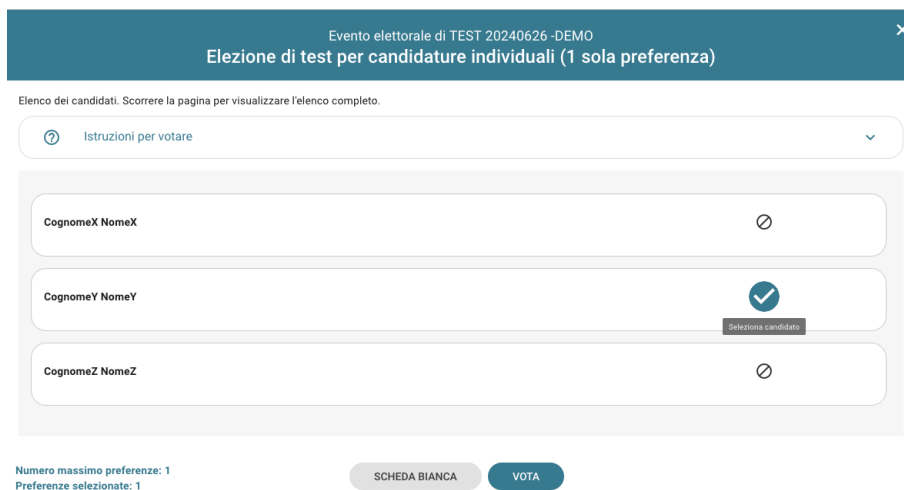 Evento elettorale di TEST 20240626 -DEMO
Elezione di test per candidature individuali (1 sola preferenza)
Elenco dei candidati. Scorrere la pagina per visualizzare l'elenco completo.
Istruzioni per votare
CognomeX NomeX
CognomeY NomeY
Seleziona candidato
CognomeZ NomeZ
Numero massimo preferenze: 1
Preferenze selezionate: 1
SCHEDA BIANCA
VOTA